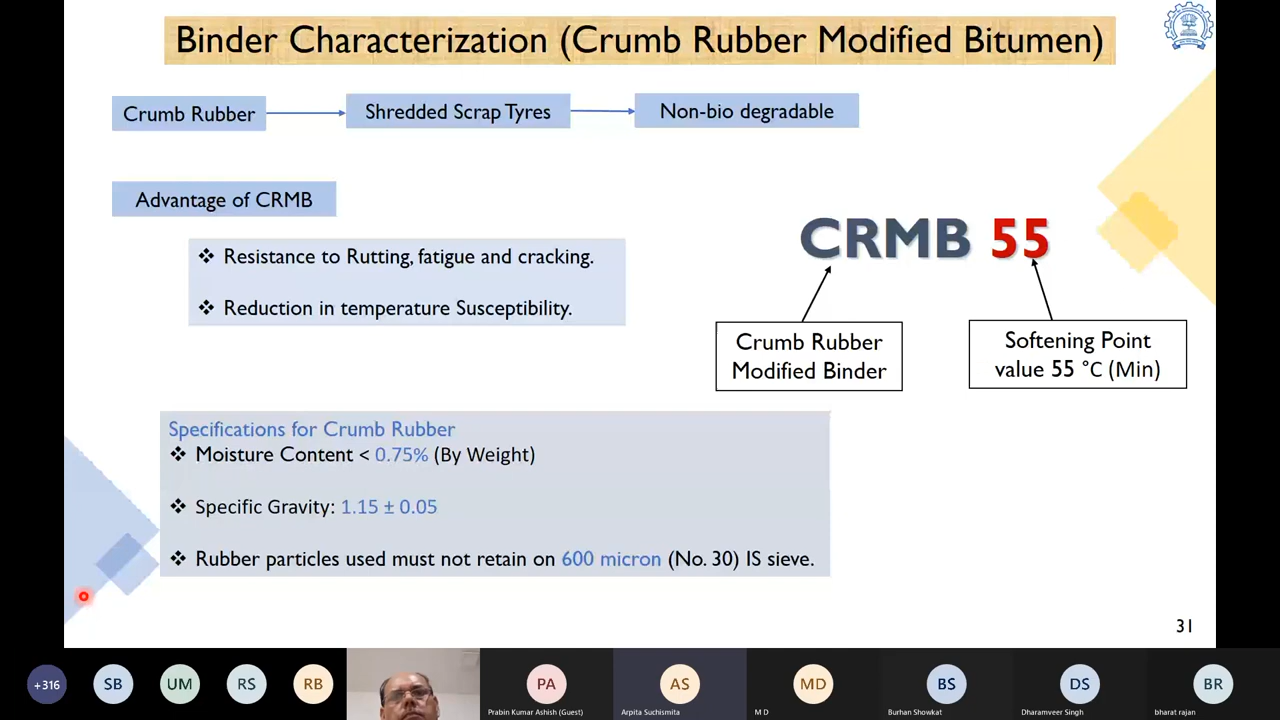 Binder Characterization (Crumb Rubber Modified Bitumen)
Crumb Rubber
Shredded Scrap Tyres
Non-bio degradable
Advantage of CRMB
❖ Resistance to Rutting, fatigue and cracking.
❖ Reduction in temperature Susceptibility.
CRMB 55
Crumb Rubber
Modified Binder
Softening Point
value 55 °C (Min)
Specifications for Crumb Rubber
❖ Moisture Content < 0.75% (By Weight)
❖ Specific Gravity: 1.15 ± 0.05
❖ Rubber particles used must not retain on 600 micron (No. 30) IS sieve.
31
+316
SB
UM
RS
RB
PA
Prabin Kumar Ashish (Guest)
AS
Arpita Suchismita
MD
M D
BS
Burhan Showkat
DS
Dharamveer Singh
BR
bharat rajan